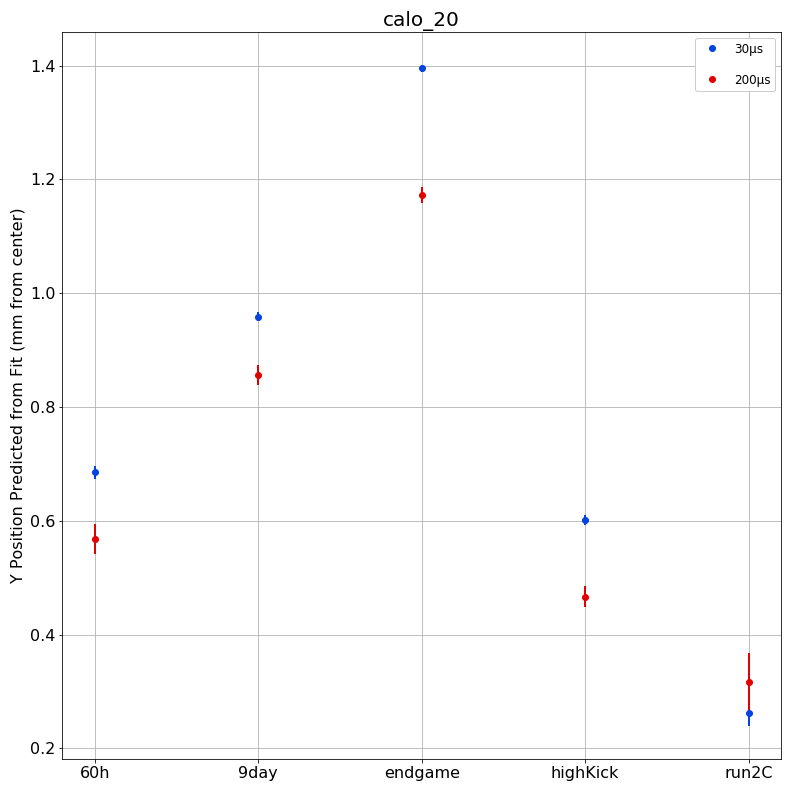 calo_20
30μs
200μs
Y Position Predicted from Fit (mm from center)
1.4
1.2
1.0
0.8
0.6
0.4
0.2
60h 9day endgame highKick run2C